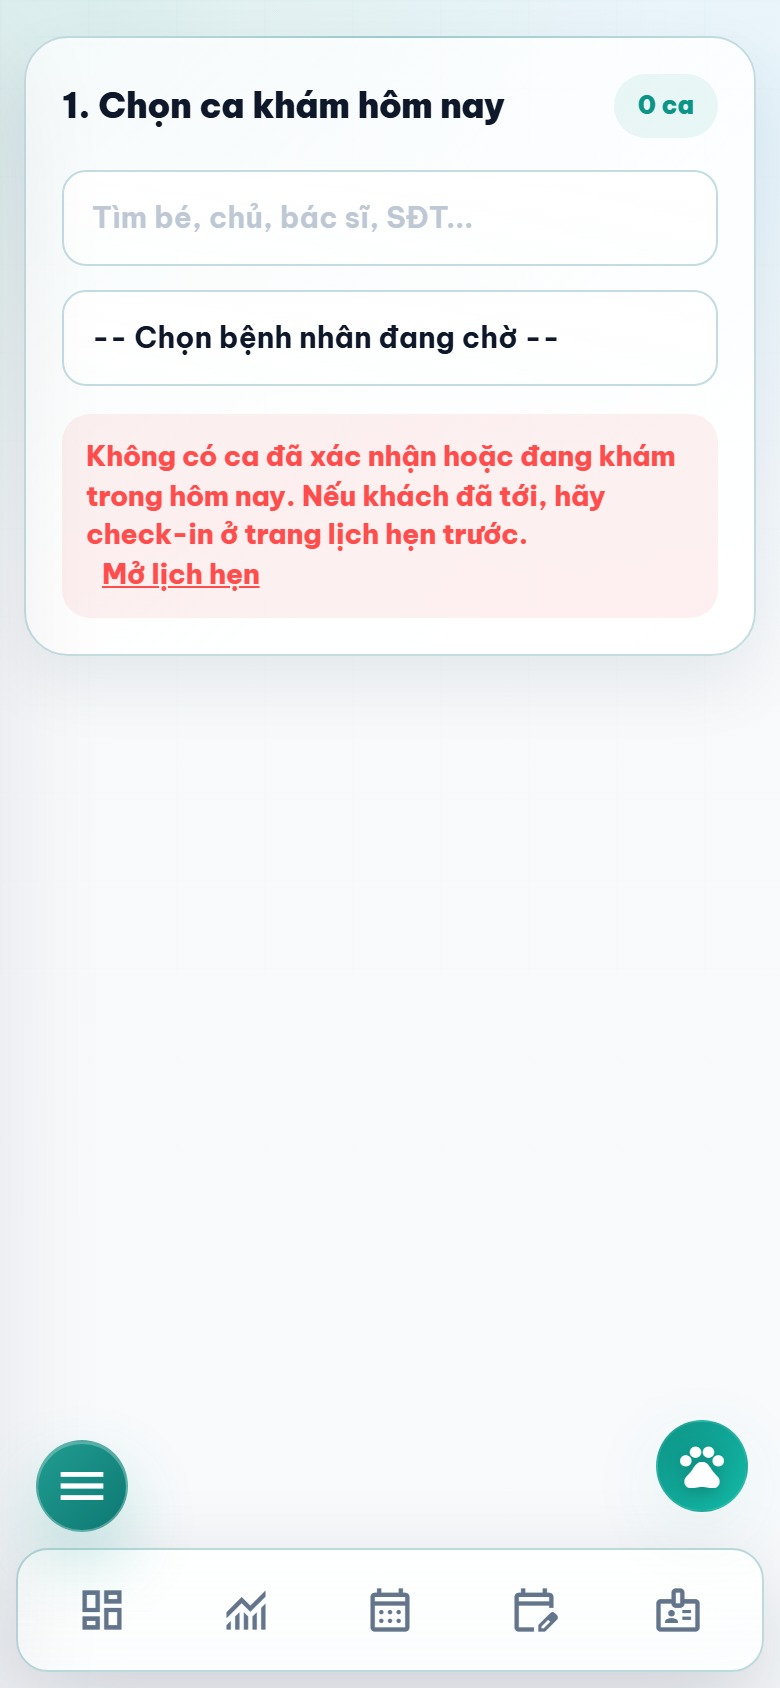 1. Chọn ca khám hôm nay
0 ca
Tìm bé, chủ, bác sĩ, SĐT...
-- Chọn bệnh nhân đang chờ --
Không có ca đã xác nhận hoặc đang khám
trong hôm nay. Nếu khách đã tới, hãy
check-in ở trang lịch hẹn trước.
Mở lịch hẹn